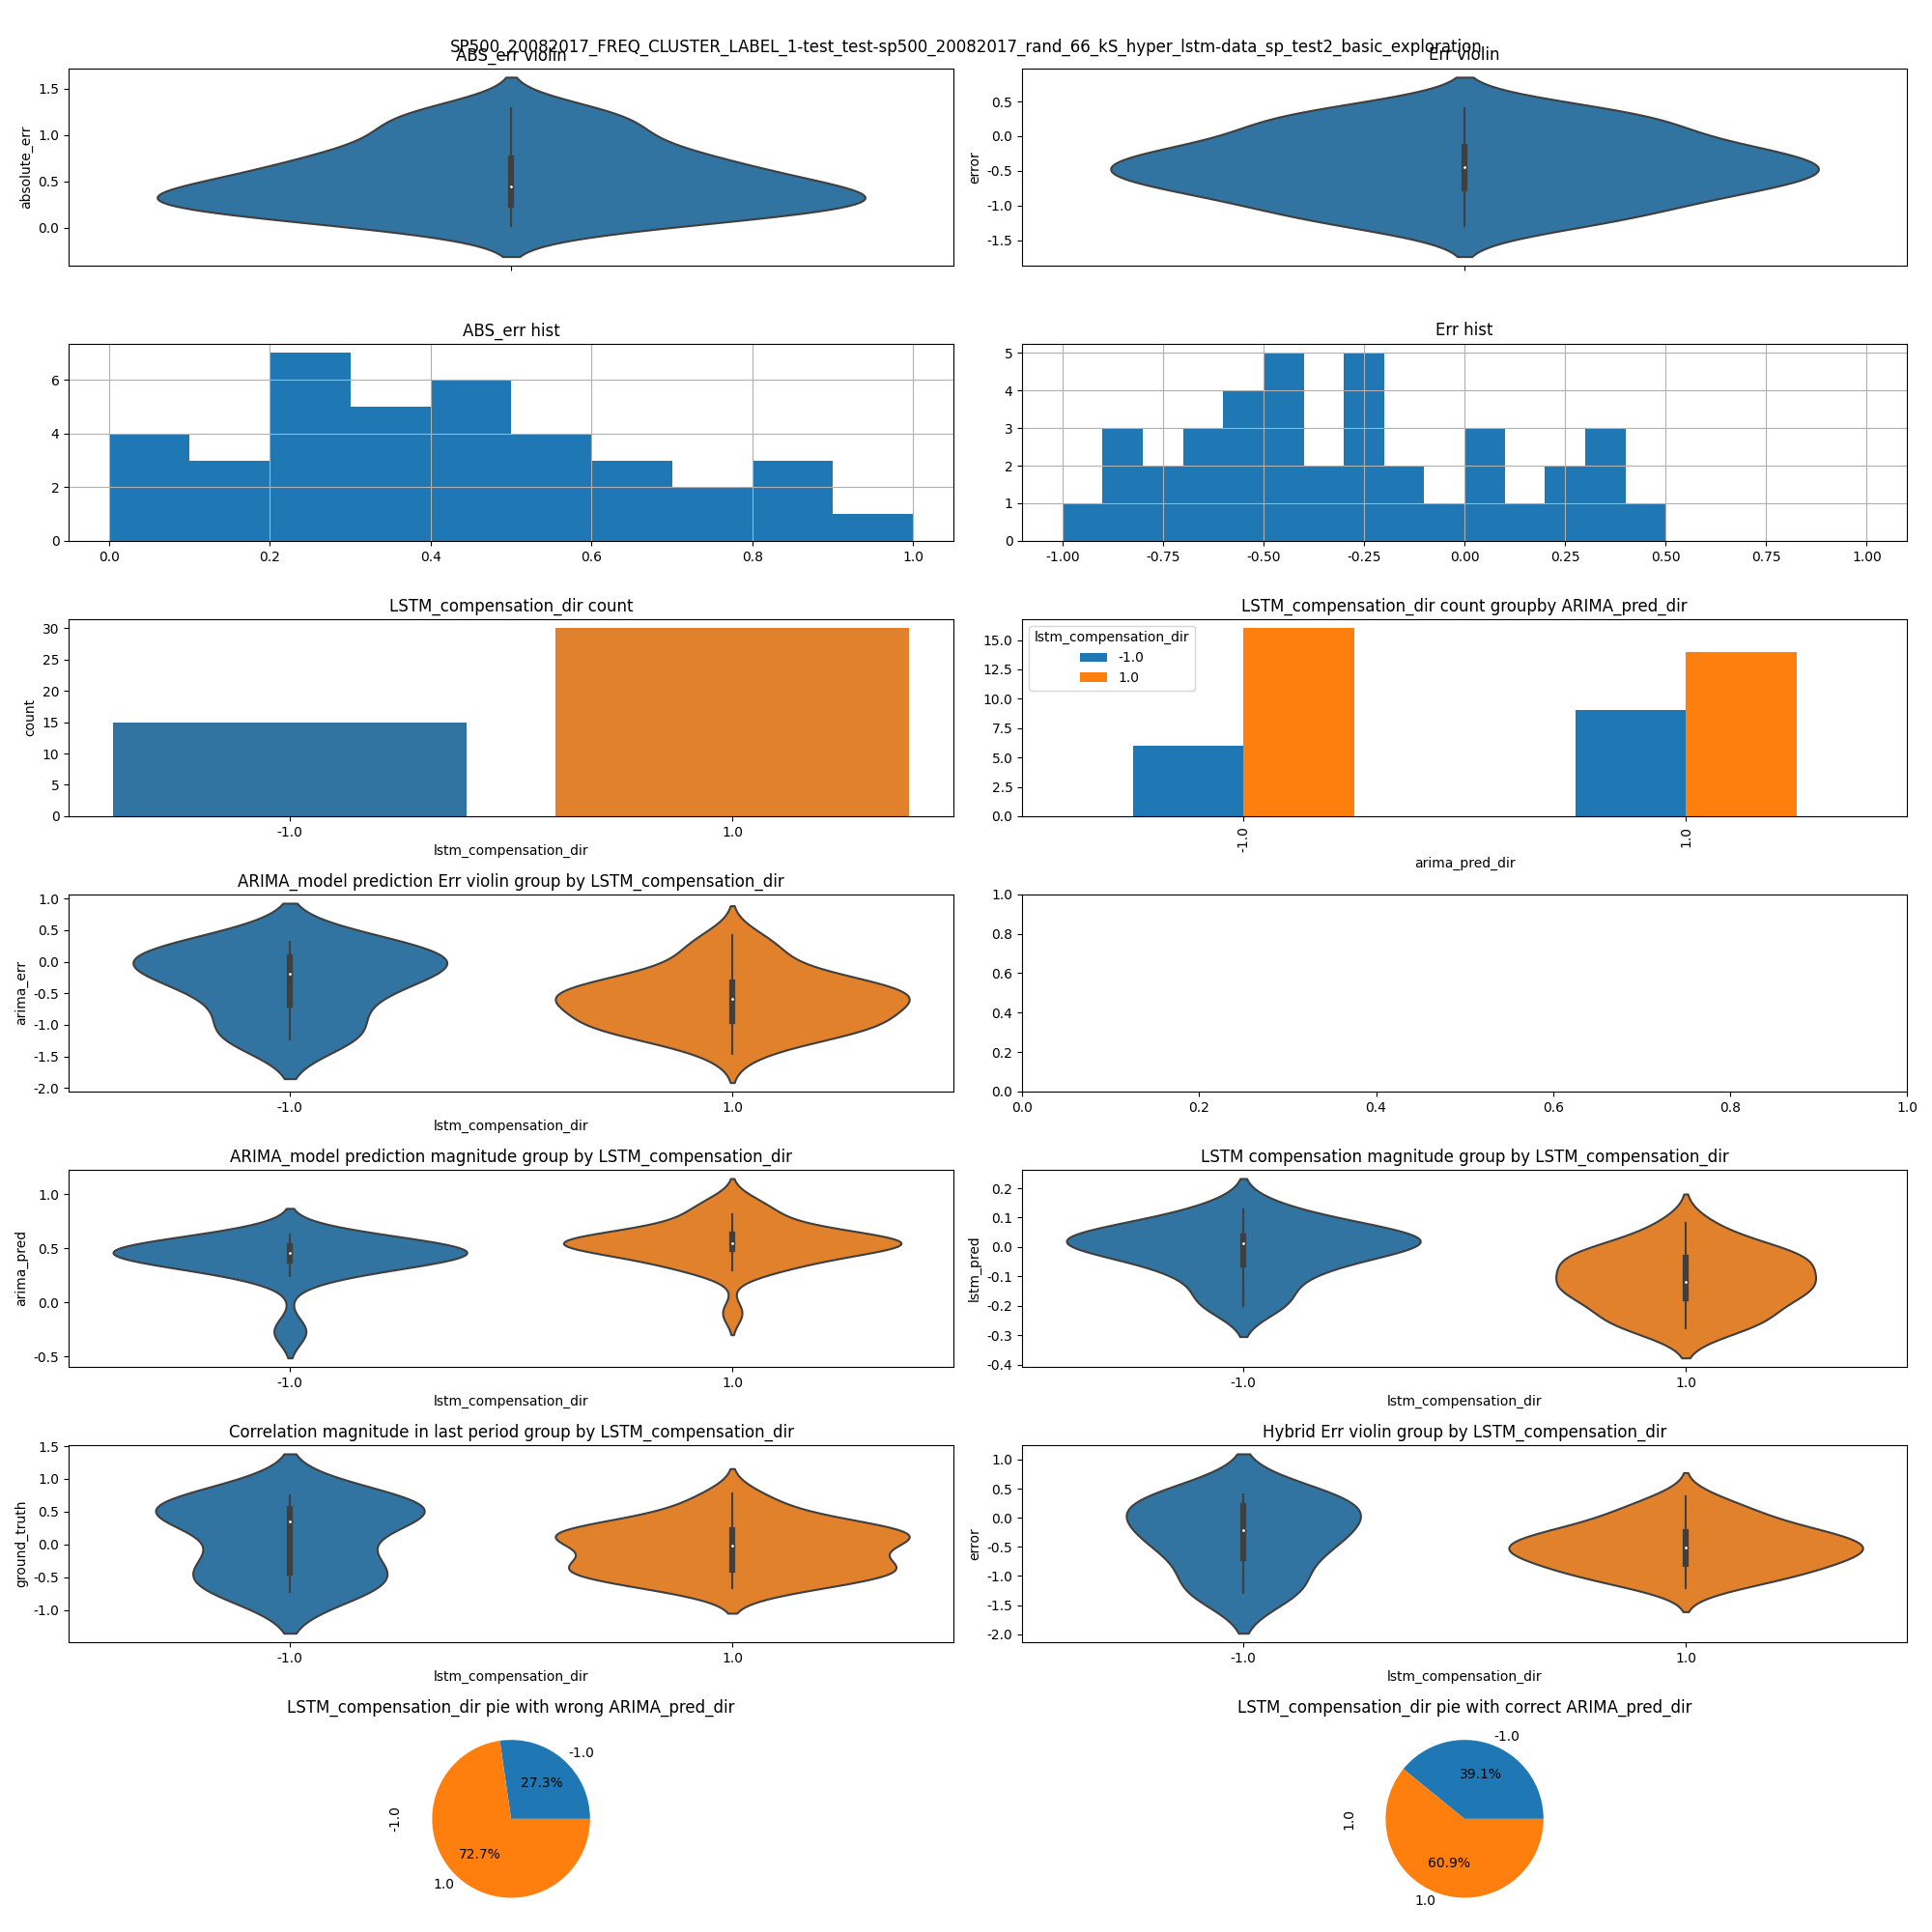 SP500_20082017_FREQ_CLUSTER_LABEL_1-test_test-sp500_20082017_rand_66_kS_hyper_lstm-data_sp_test2_basic_exploration
ABS_err violin
absolute_err
1.5
1.0
0.5
0.0
Err violin
error
0.5
0.0
-0.5
-1.0
-1.5
ABS_err hist
6
4
2
0
0.0 0.2 0.4 0.6 0.8 1.0
Err hist
5
4
3
2
1
0
-1.00 -0.75 -0.50 -0.25 0.00 0.25 0.50 0.75 1.00
LSTM_compensation_dir count
count
30
25
20
15
10
5
0
-1.0 1.0
lstm_compensation_dir
LSTM_compensation_dir count groupby ARIMA_pred_dir
lstm_compensation_dir
-1.0
1.0
15.0
12.5
10.0
7.5
5.0
2.5
0.0
-1.0 1.0
arima_pred_dir
ARIMA_model prediction Err violin group by LSTM_compensation_dir
arima_err
1.0
0.5
0.0
-0.5
-1.0
-1.5
-2.0
-1.0 1.0
lstm_compensation_dir
1.0
0.8
0.6
0.4
0.2
0.0
0.0 0.2 0.4 0.6 0.8 1.0
ARIMA_model prediction magnitude group by LSTM_compensation_dir
arima_pred
1.0
0.5
0.0
-0.5
-1.0 1.0
lstm_compensation_dir
LSTM compensation magnitude group by LSTM_compensation_dir
lstm_pred
0.2
0.1
0.0
-0.1
-0.2
-0.3
-0.4
-1.0 1.0
lstm_compensation_dir
Correlation magnitude in last period group by LSTM_compensation_dir
ground_truth
1.5
1.0
0.5
0.0
-0.5
-1.0
-1.0 1.0
lstm_compensation_dir
Hybrid Err violin group by LSTM_compensation_dir
error
1.0
0.5
0.0
-0.5
-1.0
-1.5
-2.0
-1.0 1.0
lstm_compensation_dir
LSTM_compensation_dir pie with wrong ARIMA_pred_dir
-1.0
27.3%
-1.0
72.7%
1.0
LSTM_compensation_dir pie with correct ARIMA_pred_dir
-1.0
39.1%
1.0
60.9%
1.0